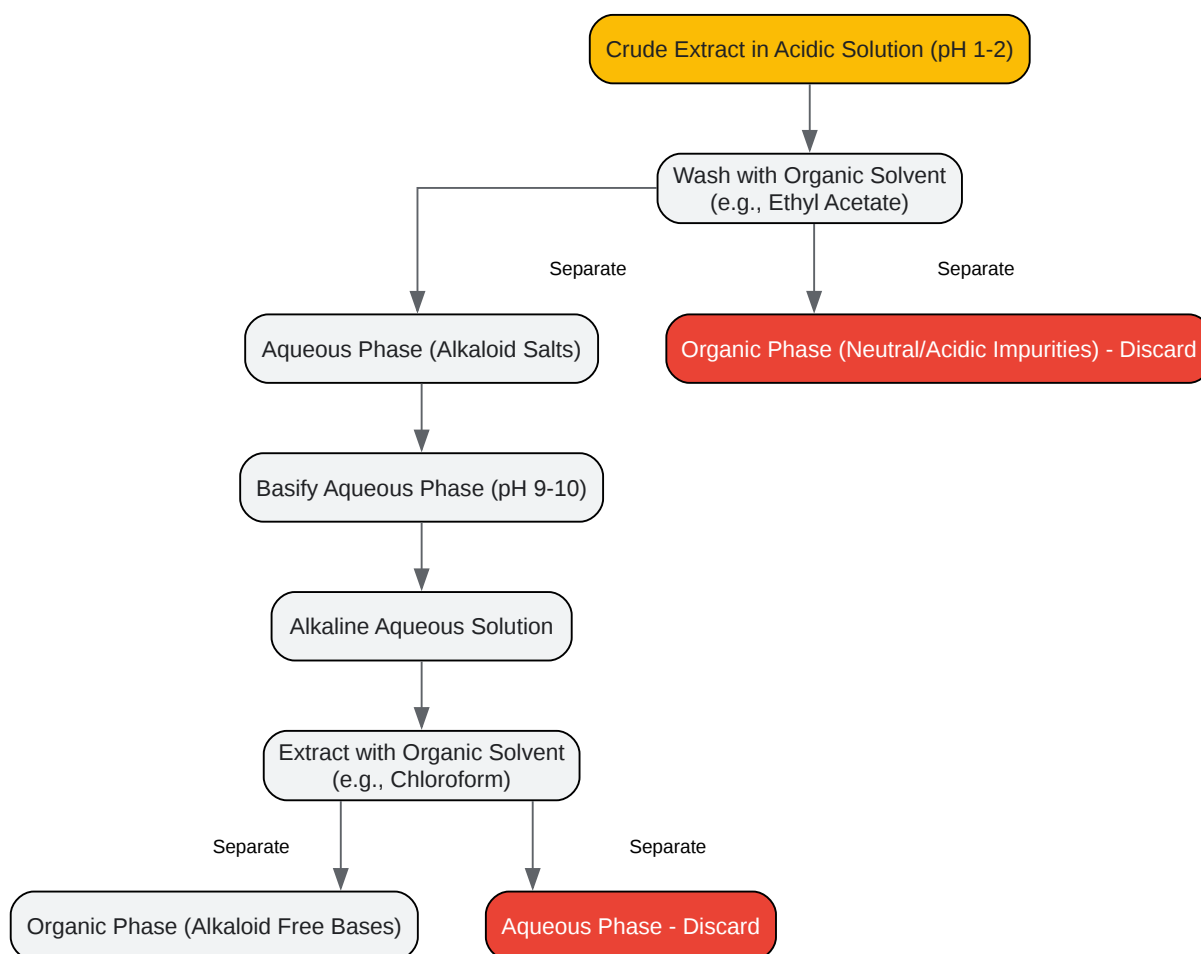 Crude Extract in Acidic Solution (pH 1-2)
Wash with Organic Solvent
(e.g., Ethyl Acetate)
Separate
Separate
Aqueous Phase (Alkaloid Salts)
Organic Phase (Neutral/Acidic Impurities) - Discard
Basify Aqueous Phase (pH 9-10)
Alkaline Aqueous Solution
Extract with Organic Solvent
(e.g., Chloroform)
Separate
Separate
Organic Phase (Alkaloid Free Bases)
Aqueous Phase - Discard